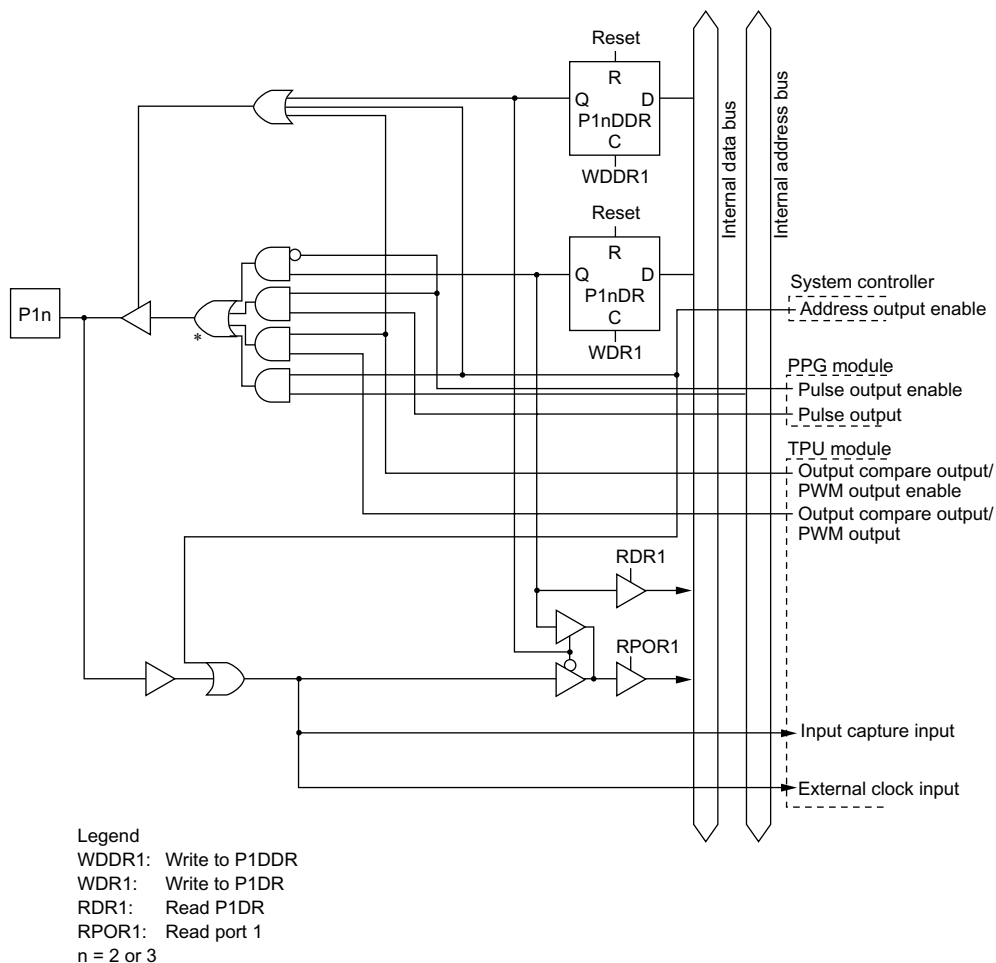 Reset
R
Q
D
P1nDDR
C
WDDR1
Reset
R
Q
D
P1nDR
C
WDR1
Internal data bus
Internal address bus
System controller
Address output enable
PPG module
Pulse output enable
Pulse output
TPU module
Output compare output/
PWM output enable
Output compare output/
PWM output
P1n
*
RDR1
RPOR1
Input capture input
External clock input
Legend
WDDR1: Write to P1DDR
WDR1: Write to P1DR
RDR1: Read P1DR
RPOR1: Read port 1
n = 2 or 3